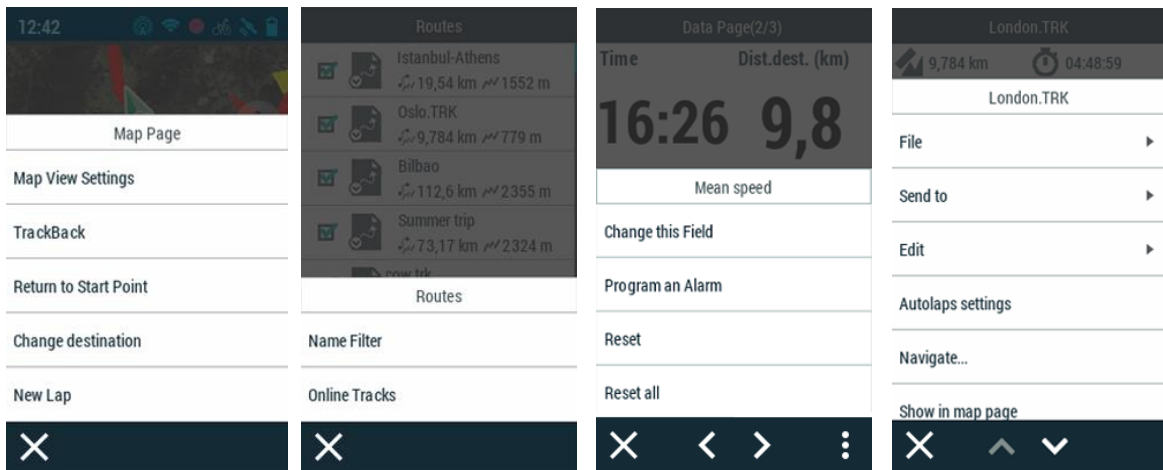 12:42
Map Page
Map View Settings
TrackBack
Return to Start Point
Change destination
New Lap
Routes
Istanbul-Athens
19,54 km 1552 m
Oslo.TRK
9,784 km 779 m
Bilbao
112,6 km 2355 m
Summer trip
73,17 km 2324 m
cow.trk
Routes
Name Filter
Online Tracks
Data Page(2/3)
Time Dist.dest. (km)
16:26 9,8
Mean speed
Change this Field
Program an Alarm
Reset
Reset all
London.TRK
9,784 km 04:48:59
London.TRK
File
Send to
Edit
Autolaps settings
Navigate...
Show in map page